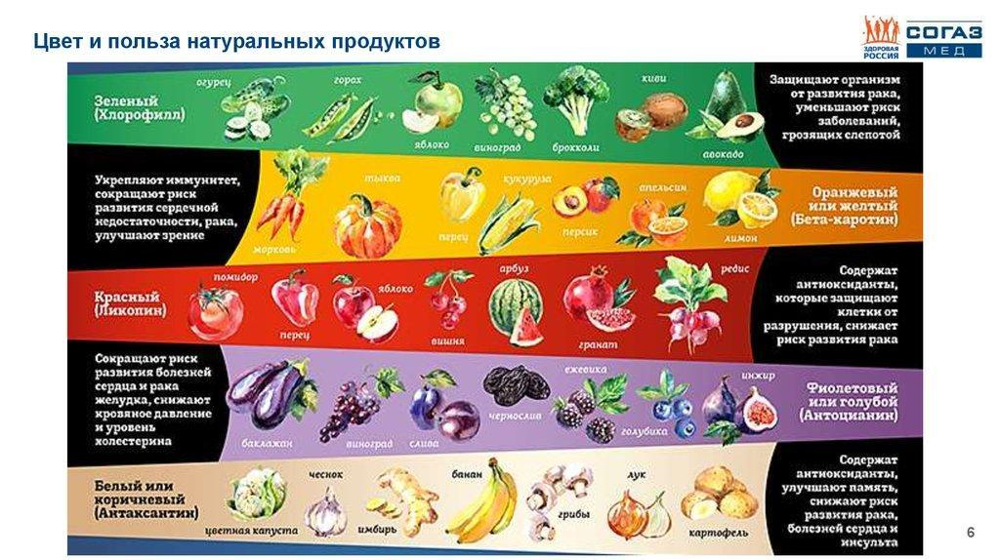 Цвет и польза натуральных продуктов
ЗДОРОВАЯ
РОССИЯ
СОГАЗ
МЕД
Зеленый
(Хлорофилл)
огурец
горох
яблоко
виноград
брокколи
киви
авокадо
Защищают организм
от развития рака,
уменьшают риск
заболеваний,
грозящих слепотой
Укрепляют иммунитет,
сокращают риск
развития сердечной
недостаточности, рака,
улучшают зрение
морковь
тыква
перец
кукуруза
персик
апельсин
лимон
Оранжевый
или желтый
(Бета-каротин)
Красный
(Ликопин)
помидор
перец
яблоко
вишня
арбуз
гранат
редис
Содержат
антиоксиданты,
которые защищают
клетки от
разрушения, снижает
риск развития рака
Сокращают риск
развития болезней
сердца и рака
желудка, снижают
кровяное давление
и уровень
холестерина
баклажан
виноград
слива
чернослив
ежевика
голубика
инжир
Фиолетовый
или голубой
(Антоцианин)
Белый или
коричневый
(Антаксантин)
цветная капуста
чеснок
имбирь
банан
грибы
лук
картофель
Содержат
антиоксиданты,
улучшают память,
снижают риск
развития рака,
болезней сердца и
инсульта
6